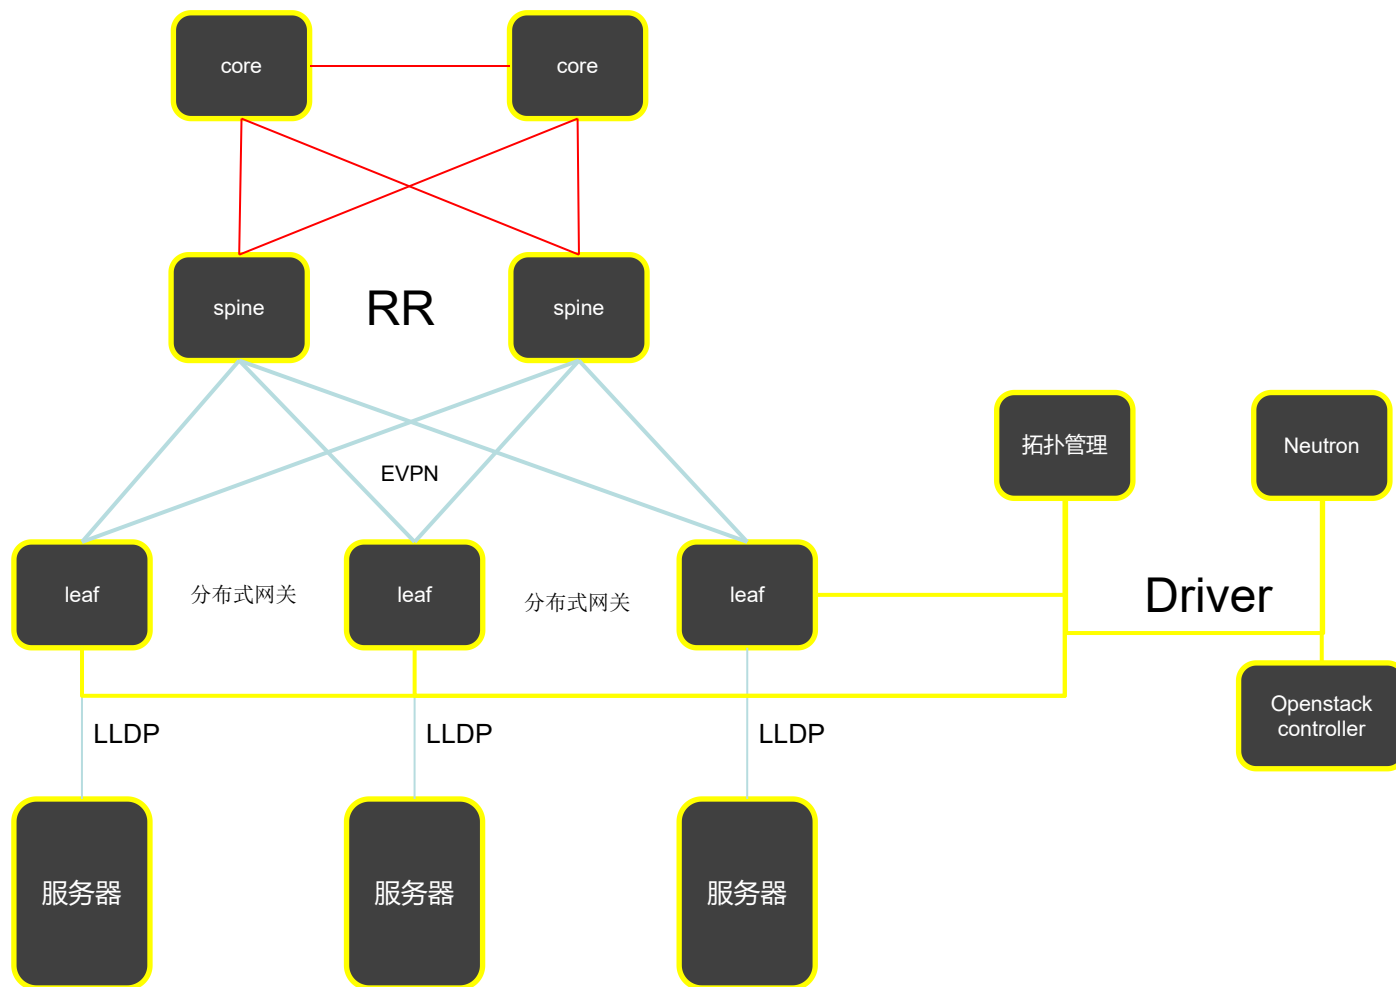 core
core
spine
RR
spine
EVPN
拓扑管理
Neutron
leaf
分布式网关
leaf
分布式网关
leaf
Driver
Openstack
controller
LLDP
LLDP
LLDP
服务器
服务器
服务器